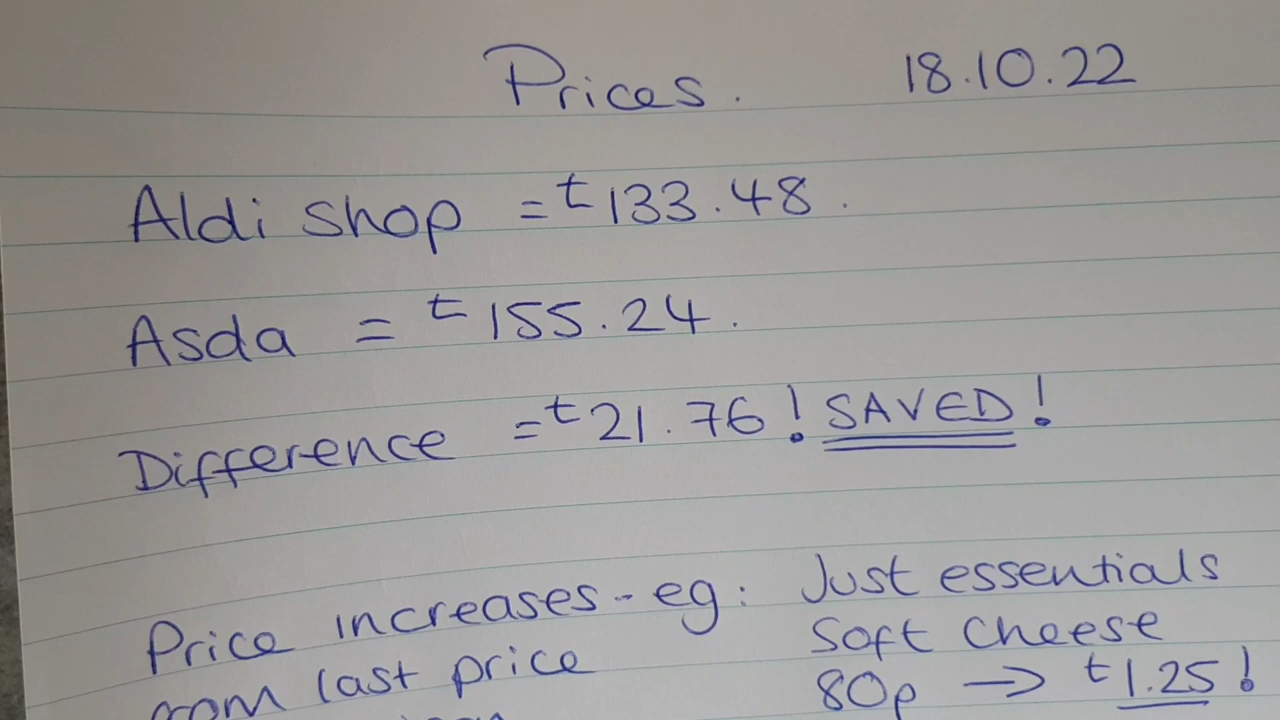 Prices. 18.10.22
Aldi shop = £133.48.
Asda = £155.24.
Difference = £21.76! SAVED!
Price increases - eg: Just essentials
Soft Cheese
last price
80p → £1.25!